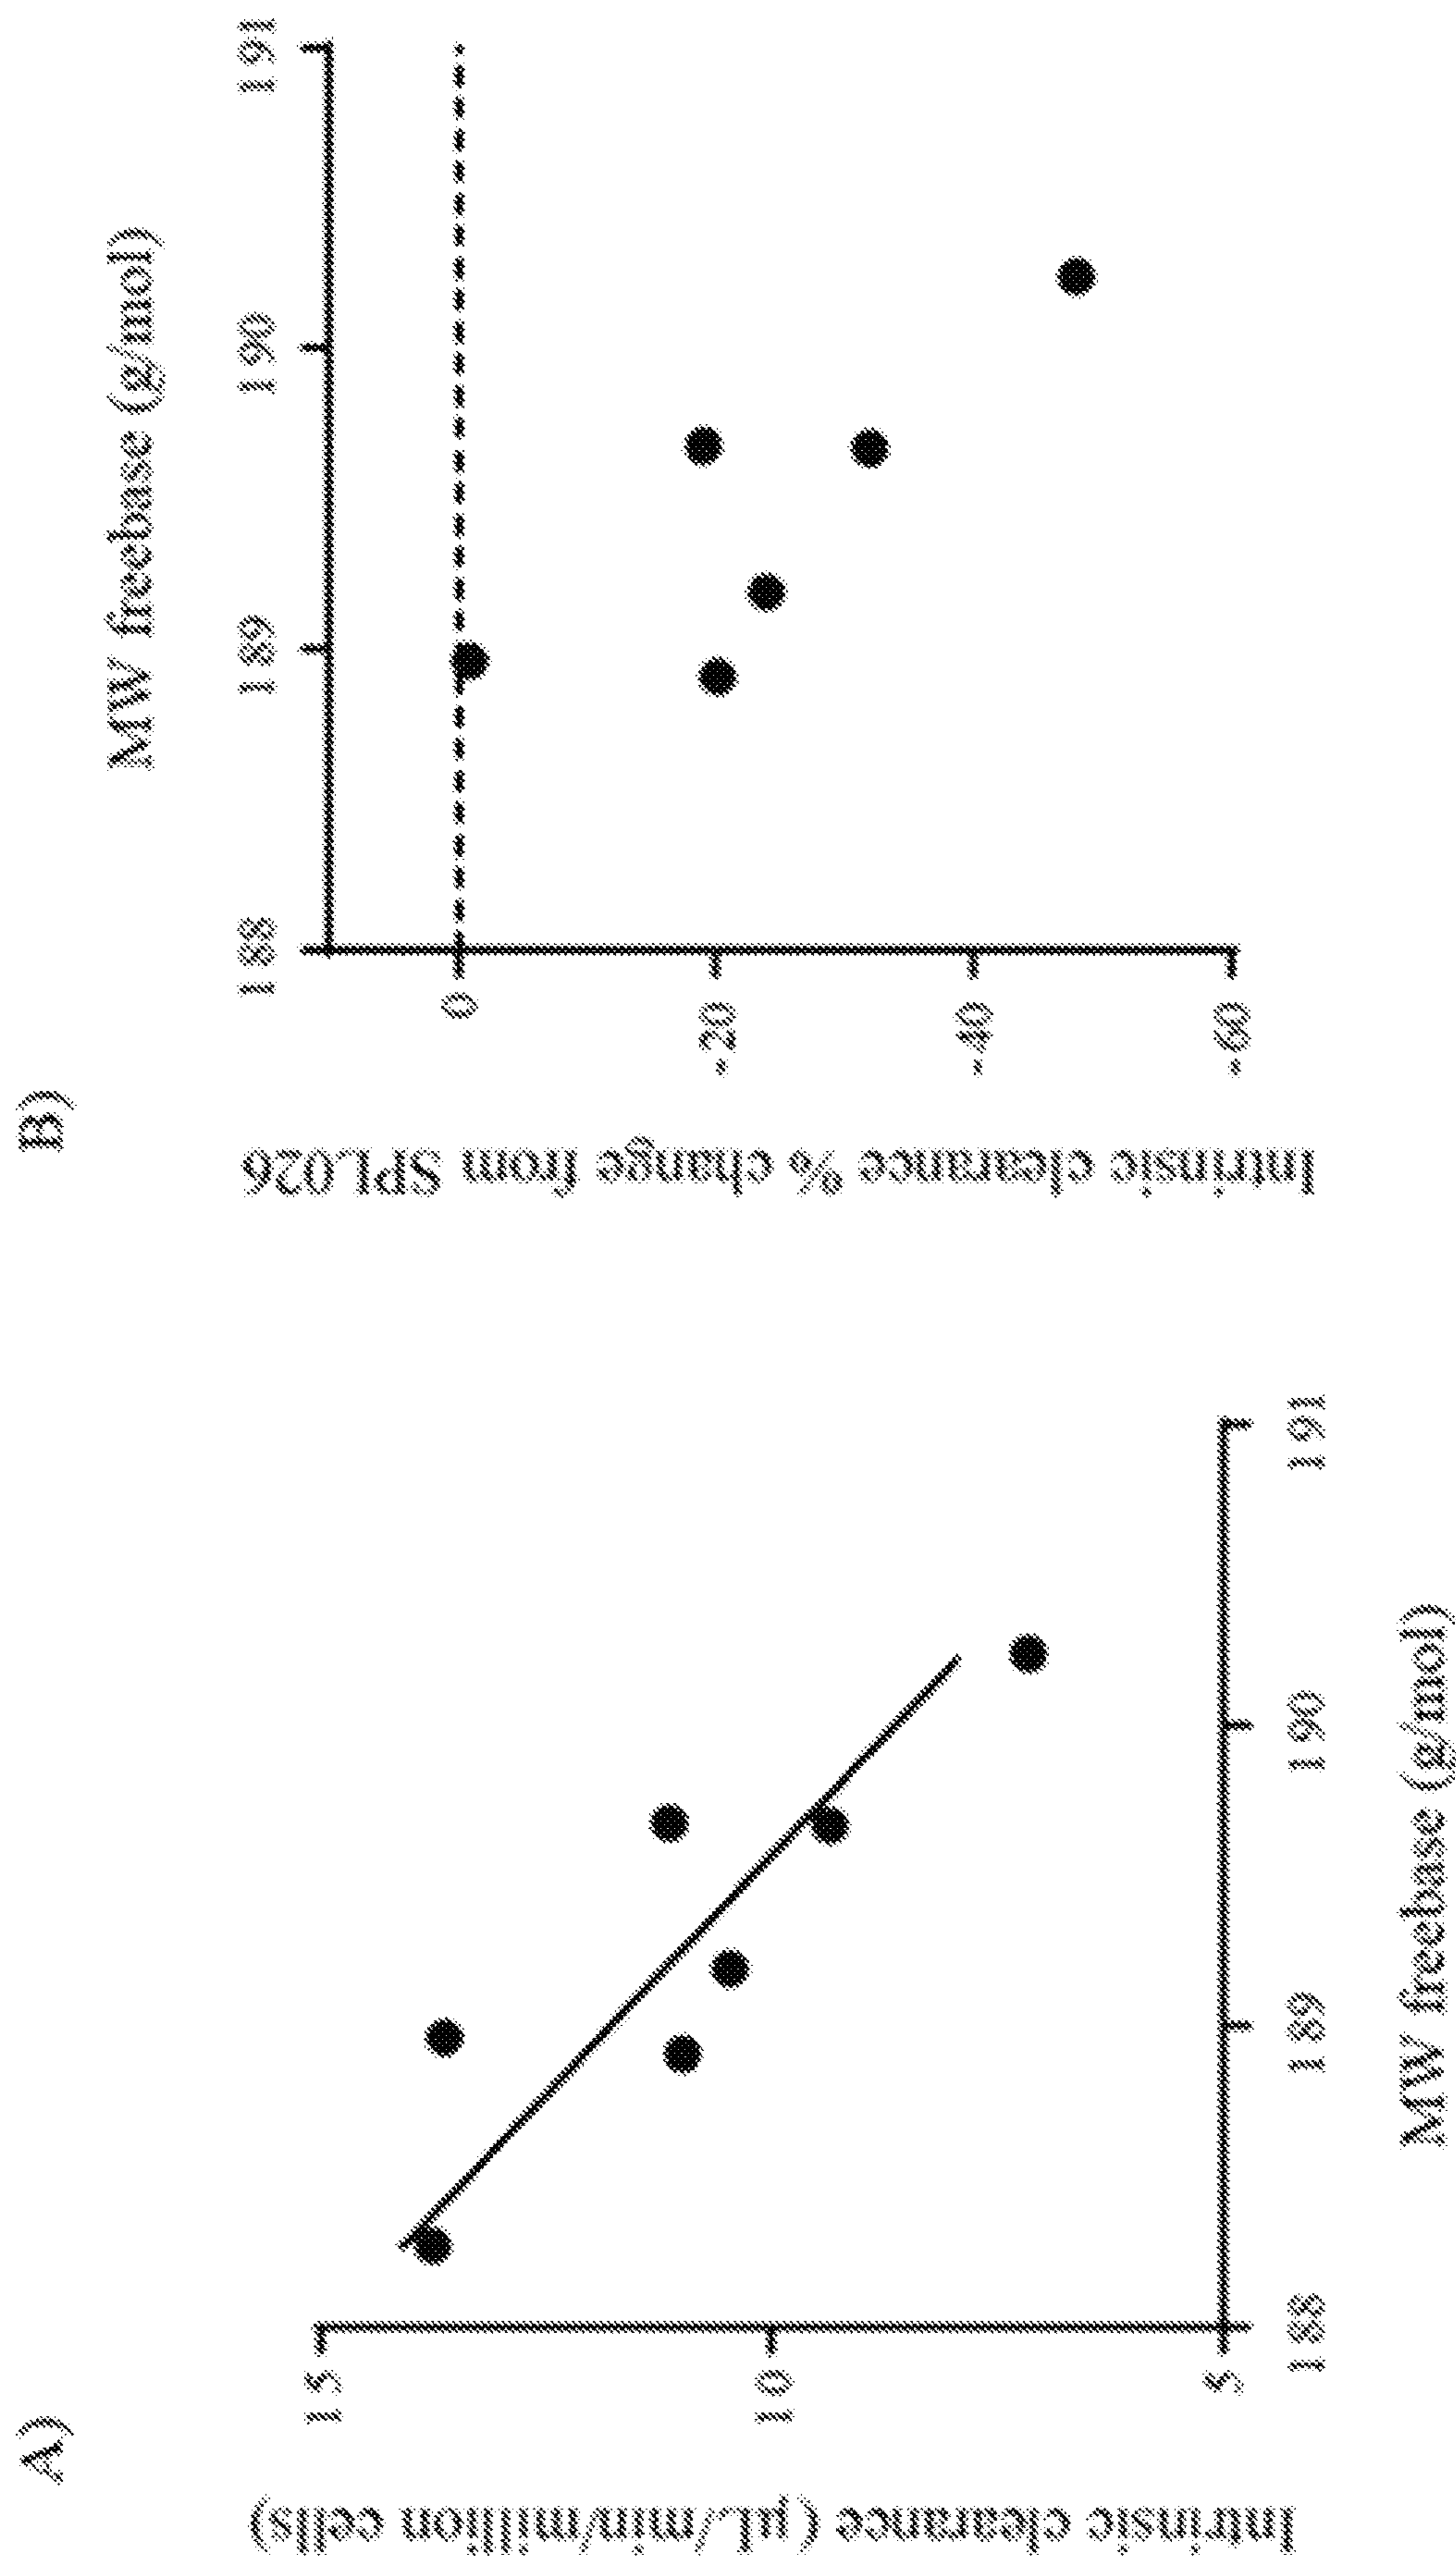 A)
Intrinsic clearance (µL/min/million cells)
15
10
5
188
189
190
191
MW freebase (g/mol)
B)
MW freebase (g/mol)
188
189
190
191
0
-20
-40
-60
Intrinsic clearance % change from SPL026